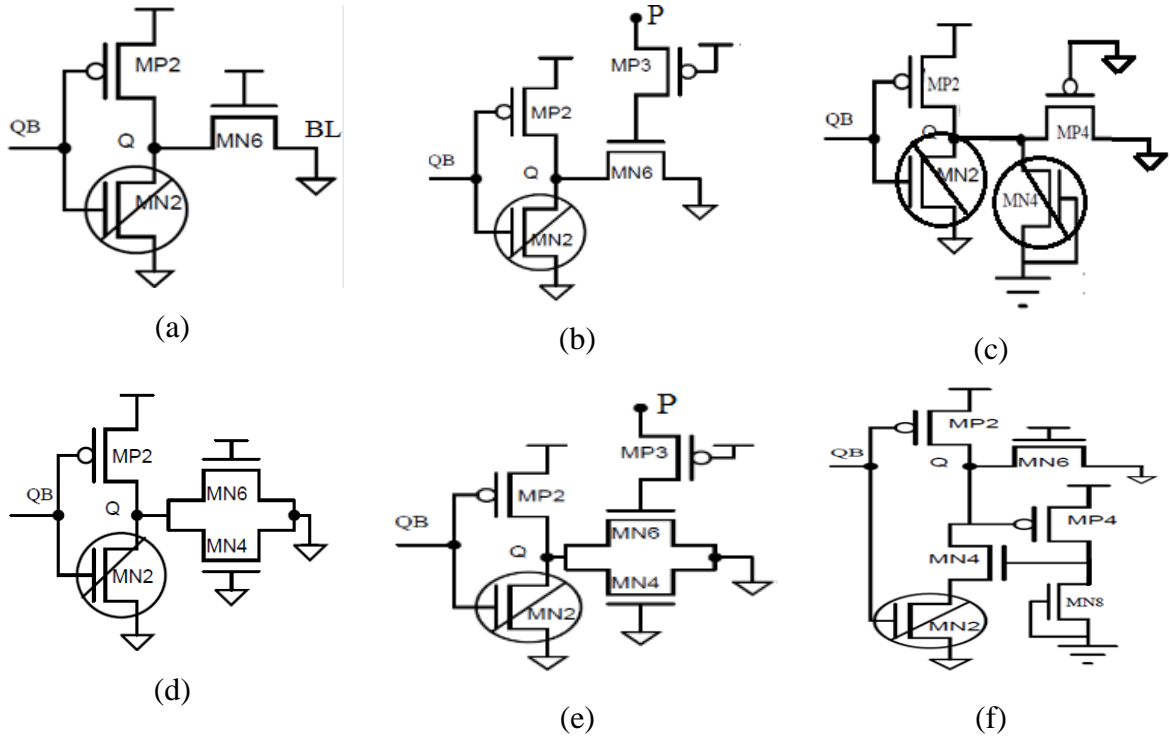 MP2
QB
Q
MN6
BL
MN2
(a)
P
MP3
MP2
QB
Q
MN6
MN2
(b)
MP2
QB
Q
MP4
MN2
MN4
(c)
MP2
QB
Q
MN6
MN4
MN2
(d)
P
MP3
MP2
QB
Q
MN6
MN4
MN2
(e)
MP2
QB
Q
MN6
MP4
MN4
MN8
MN2
(f)